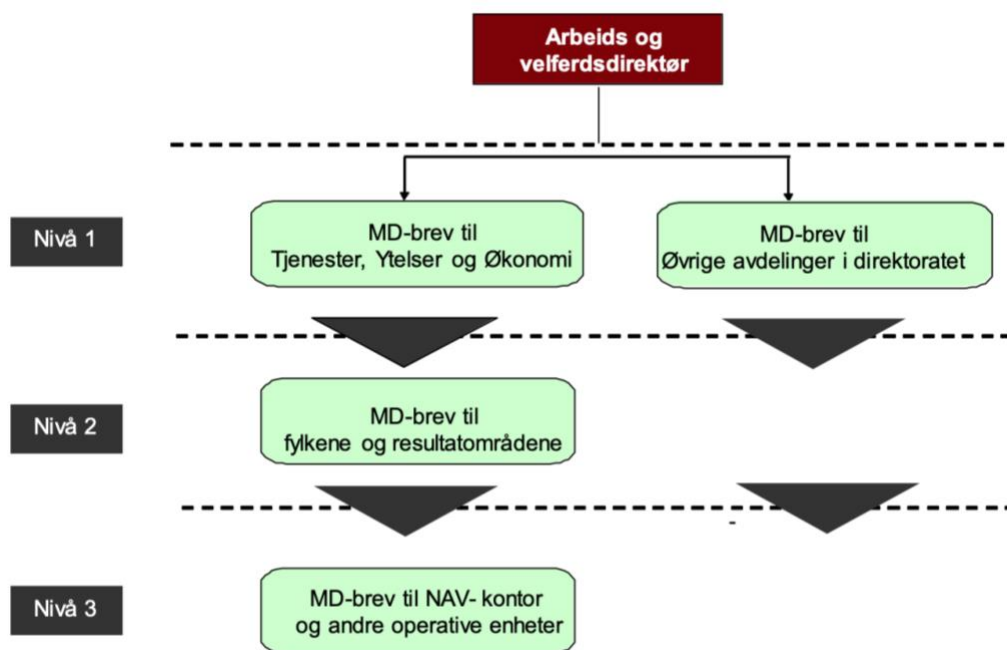 Arbeids og
velferdsdirektør
Nivå 1
MD-brev til
Tjenester, Ytelser og Økonomi
MD-brev til
Øvrige avdelinger i direktoratet
Nivå 2
MD-brev til
fylkene og resultatområdene
-
Nivå 3
MD-brev til NAV- kontor
og andre operative enheter